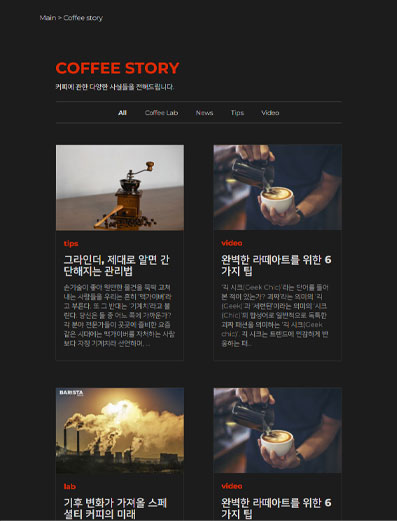 Main > Coffee story
COFFEE STORY
커피에 관한 다양한 사실들을 전해드립니다.
All
Coffee Lab
News
Tips
Video
tips
그라인더, 제대로 알면 간
단해지는 관리법
손기술이 좋아 웬만한 물건을 뚝딱 고쳐
내는 사람들을 우리는 흔히 '맥가이버'라
고 부른다. 또 그 반대는 '기계치'라고 불
린다. 당신은 둘 중 어느 쪽에 가까운가?
각 분야 전문가들이 곳곳에 즐비한 요즘
같은 시대에는 맥가이버를 자처하는 사람
보다 자칭 기계치라 선언하며, ...
video
완벽한 라떼아트를 위한 6
가지 팁
'긱 시크(Geek Chic)'라는 단어를 들어
본 적이 있는가? '괴짜'라는 의미의 '긱
(Geek)'과 '세련된'이라는 의미의 '시크
(Chic)'의 합성어로 일반적으로 독특한
괴짜 패션을 의미하는 '긱 시크(Geek
chic)'. '긱 시크'는 트렌드에 민감하게 반
응하는 터...
BARISTA
lab
기후 변화가 가져올 스페
셜티 커피의 미래
video
완벽한 라떼아트를 위한 6
가지 팁